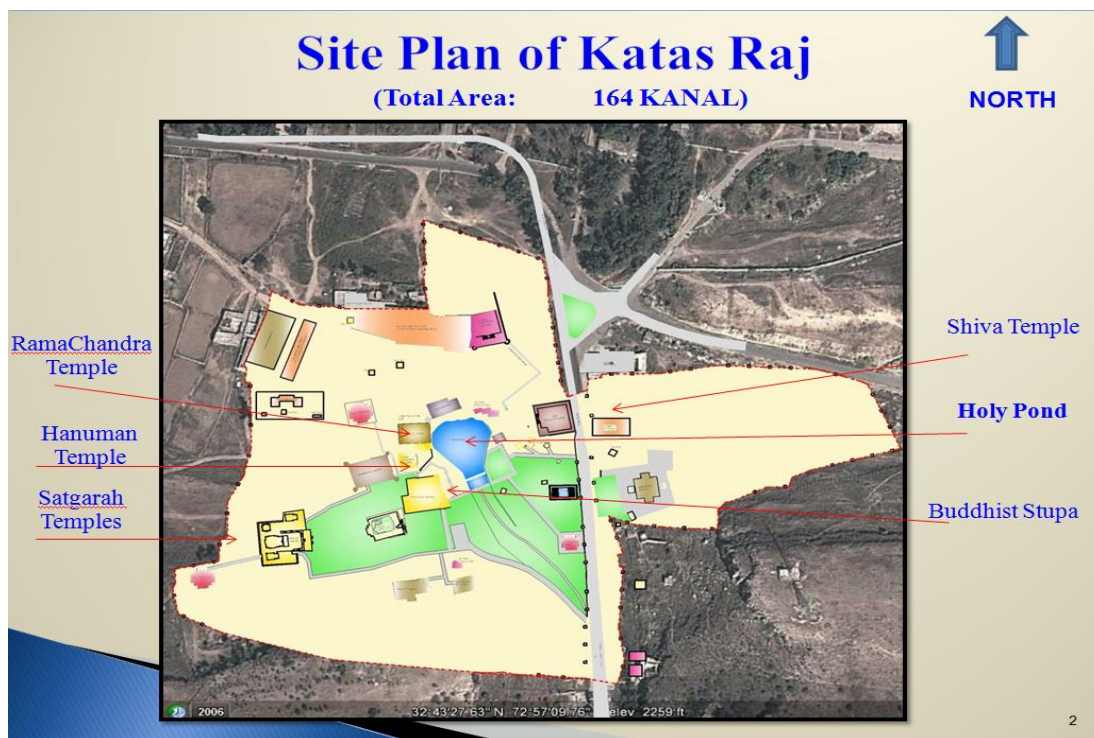 Site Plan of Katas Raj
(Total Area: 164 KANAL)
NORTH
RamaChandra
Temple
Hanuman
Temple
Satgarah
Temples
Shiva Temple
Holy Pond
Buddhist Stupa
2006
32-43'27-63" N 72-57'09 76" elev 2259 ft
2